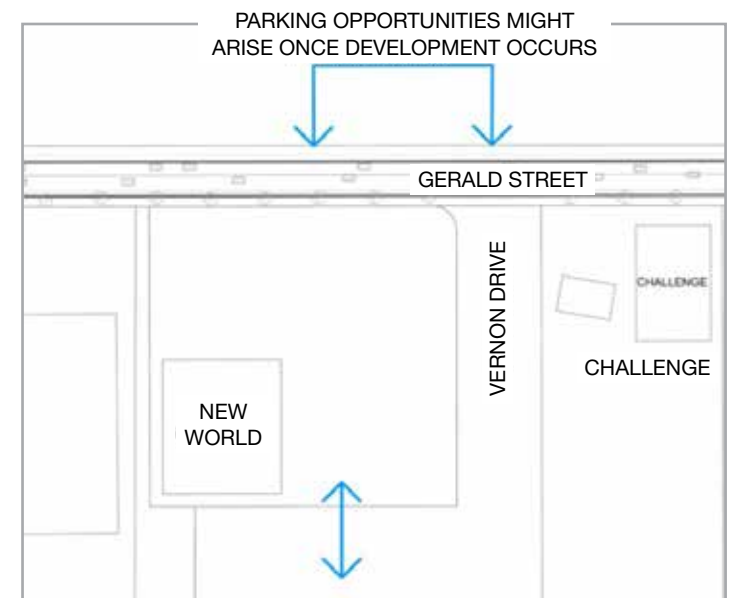 PARKING OPPORTUNITIES MIGHT
ARISE ONCE DEVELOPMENT OCCURS
GERALD STREET
VERNON DRIVE
CHALLENGE
CHALLENGE
NEW
WORLD